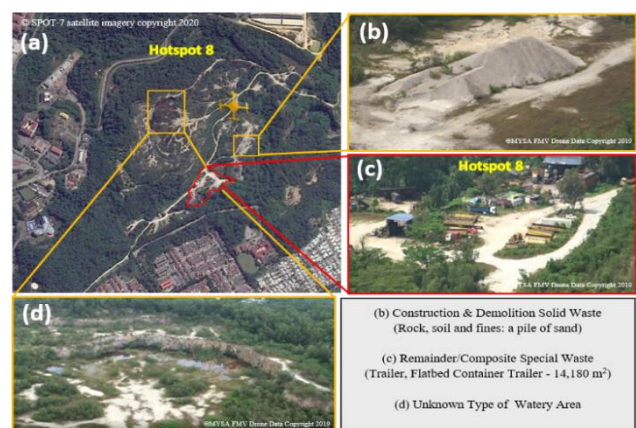 © SPOT-7 satellite imagery copyright 2020
(a)
Hotspot 8
(b)
©MYSA FMV Drone Data Copyright 2019
(c)
Hotspot 8
©MYSA FMV Drone Data Copyright 2019
(d)
©MYSA FMV Drone Data Copyright 2019
(b) Construction & Demolition Solid Waste
(Rock, soil and fines: a pile of sand)
(c) Remainder/Composite Special Waste
(Trailer, Flatbed Container Trailer - 14,180 m²)
(d) Unknown Type of Watery Area